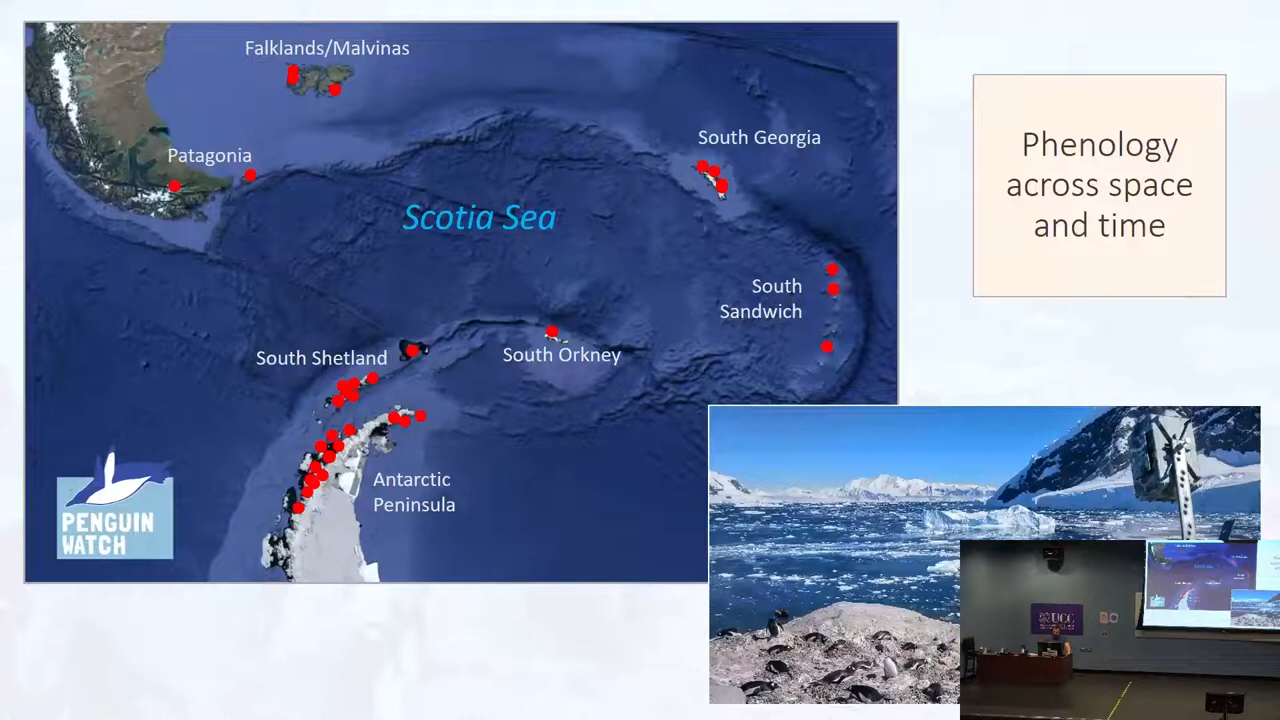 Falklands/Malvinas
Patagonia
South Georgia
Scotia Sea
South
Sandwich
South Shetland
South Orkney
Antarctic
Peninsula
PENGUIN
WATCH
Phenology
across space
and time
UCC